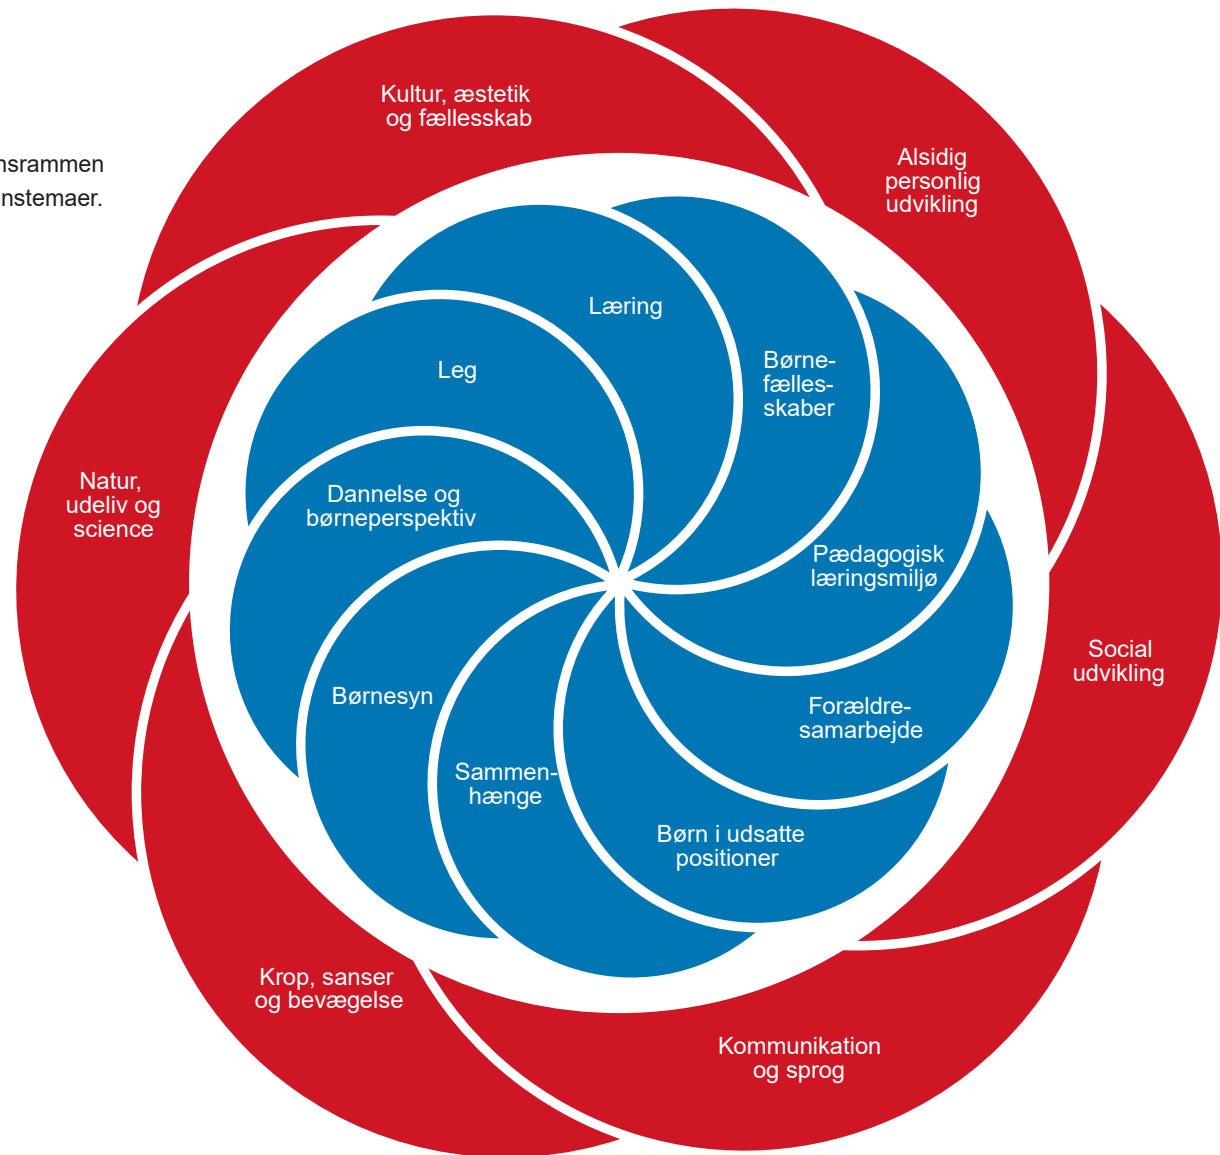 Kultur, æstetik
og fællesskab
nsrammen
nstemaer.
Alsidig
personlig
udvikling
Læring
Børne-
fælles-
skaber
Leg
Natur,
udeliv og
science
Dannelse og
børneperspektiv
Pædagogisk
læringsmiljø
Social
udvikling
Børnesyn
Forældre-
samarbejde
Sammen-
hænge
Børn i udsatte
positioner
Krop, sanser
og bevægelse
Kommunikation
og sprog